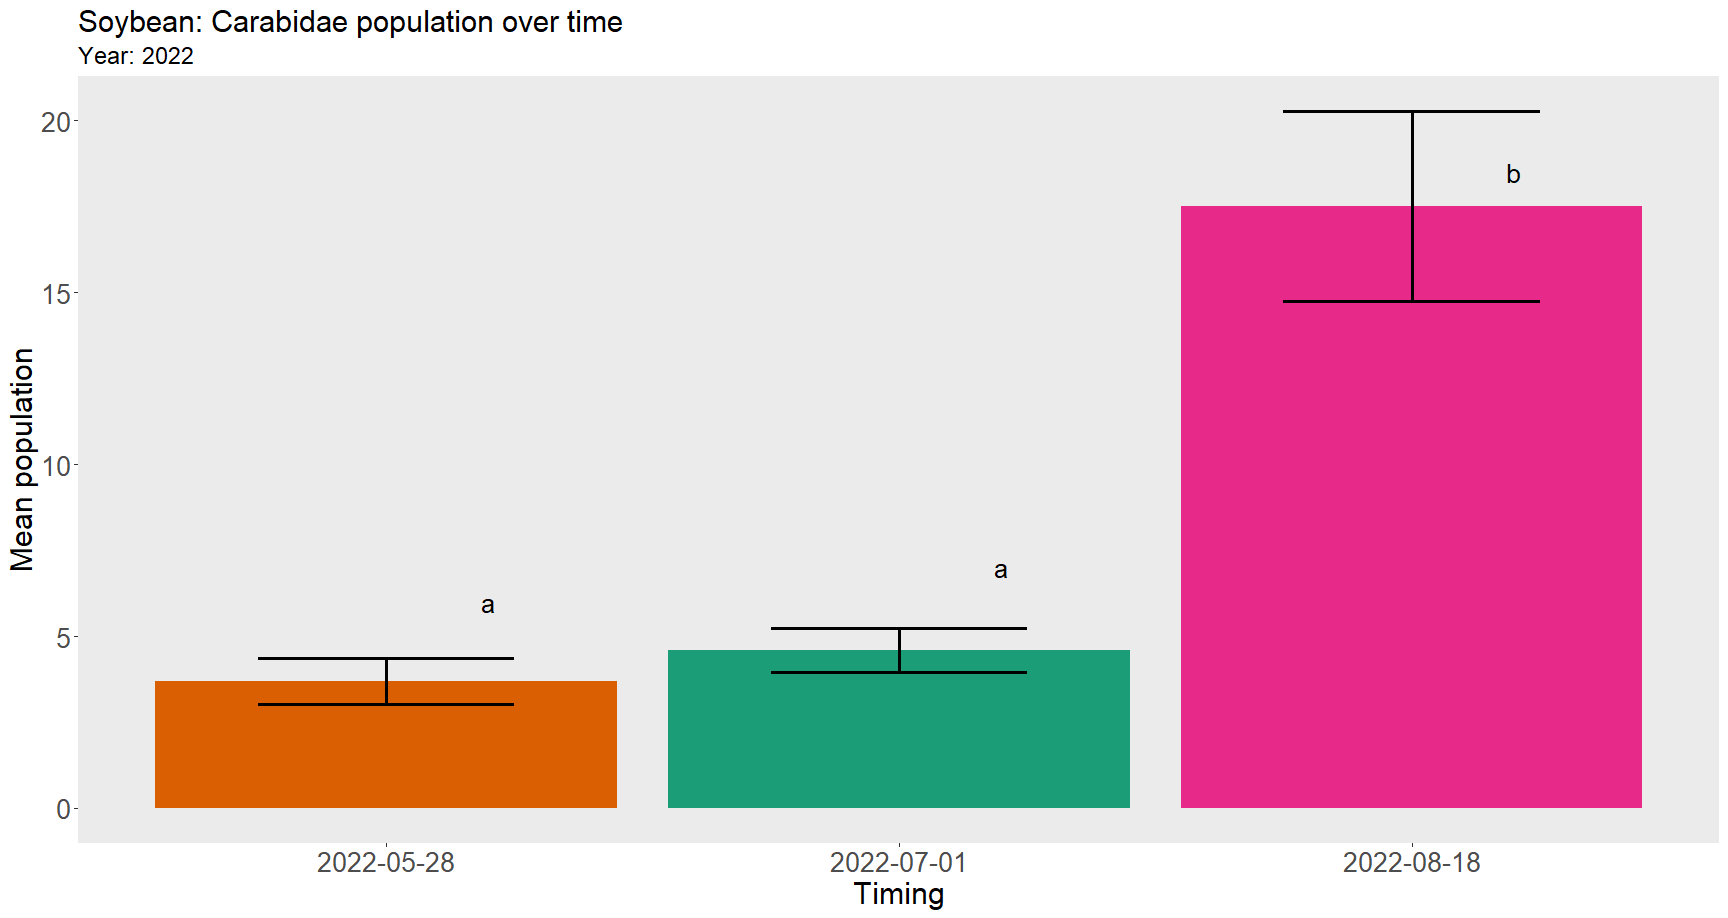 Soybean: Carabidae population over time
Year: 2022
Mean population
20
15
10
5
0
a
a
b
2022-05-28
2022-07-01
2022-08-18
Timing